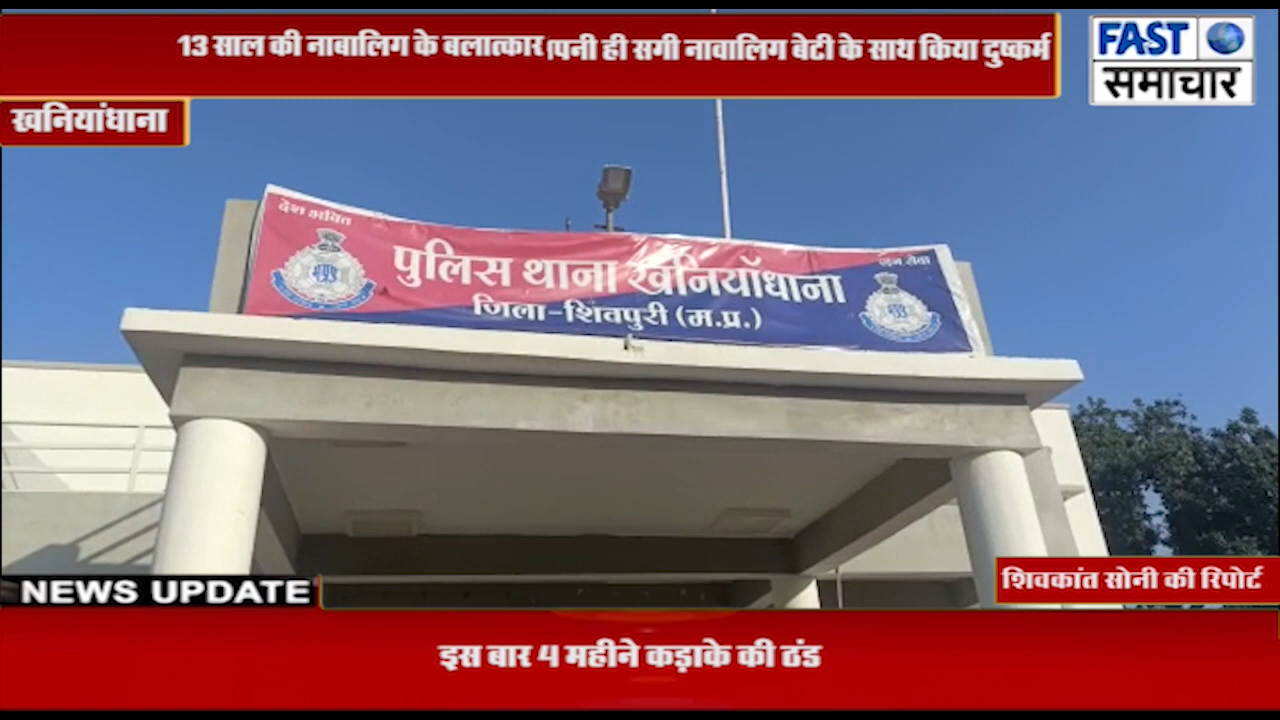 13 साल की नाबालिग के बलात्कार पनी ही सगी नावालिग बेटी के साथ किया दुष्कर्म
FAST
समाचार
खनियांधाना
देश भक्ति
जन सेवा
पुलिस थाना खनियाँधाना
जिला-शिवपुरी (म.प्र.)
शिवकांत सोनी की रिपोर्ट
NEWS UPDATE
इस बार 4 महीने कड़ाके की ठंड